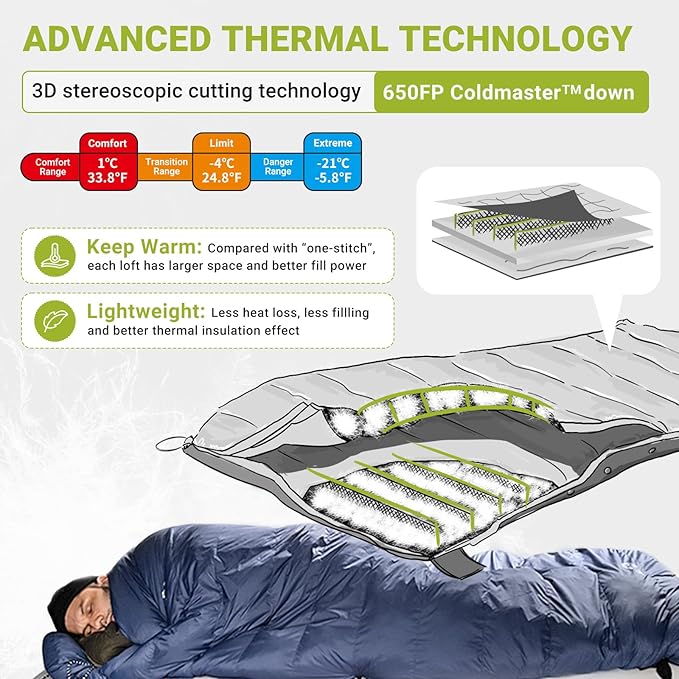 ADVANCED THERMAL TECHNOLOGY
3D stereoscopic cutting technology
650FP Coldmaster™down
Comfort
Limit
Extreme
Comfort Range
1°C
33.8°F
Transition Range
-4°C
24.8°F
Danger Range
-21°C
-5.8°F
Keep Warm: Compared with "one-stitch",
each loft has larger space and better fill power
Lightweight: Less heat loss, less fillling
and better thermal insulation effect